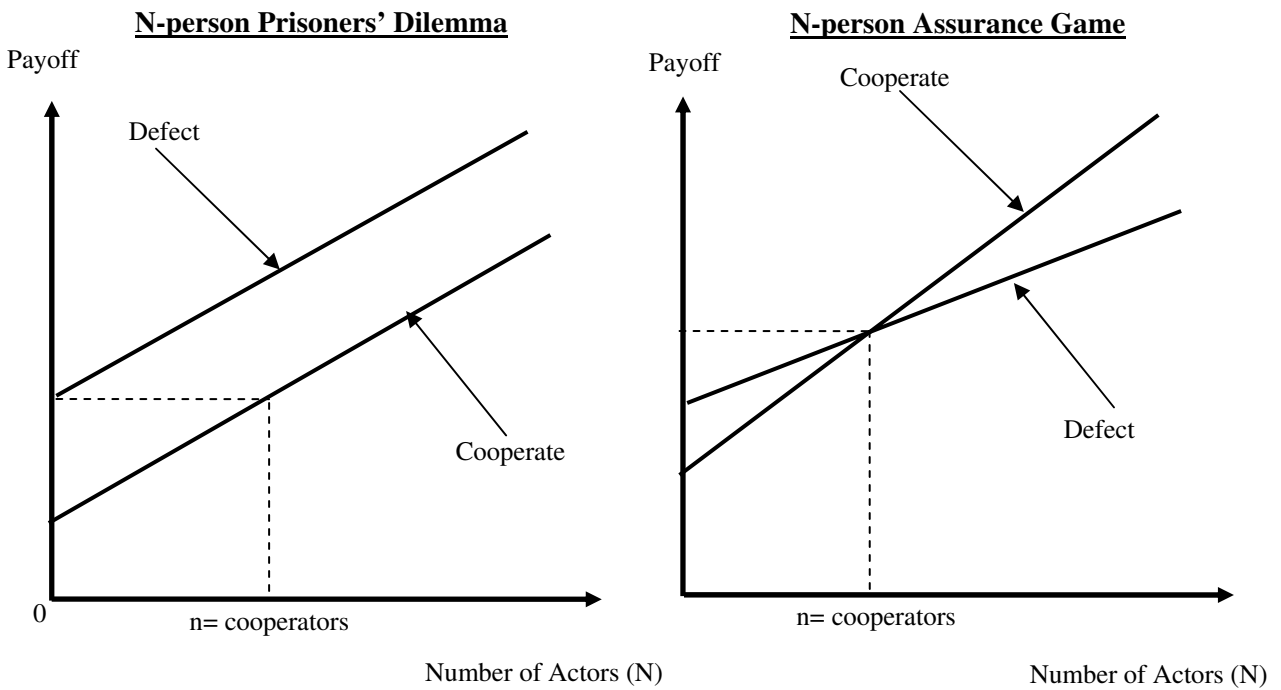 N-person Prisoners’ Dilemma
Payoff
Defect
Cooperate
0
n= cooperators
Number of Actors (N)
N-person Assurance Game
Payoff
Cooperate
Defect
n= cooperators
Number of Actors (N)